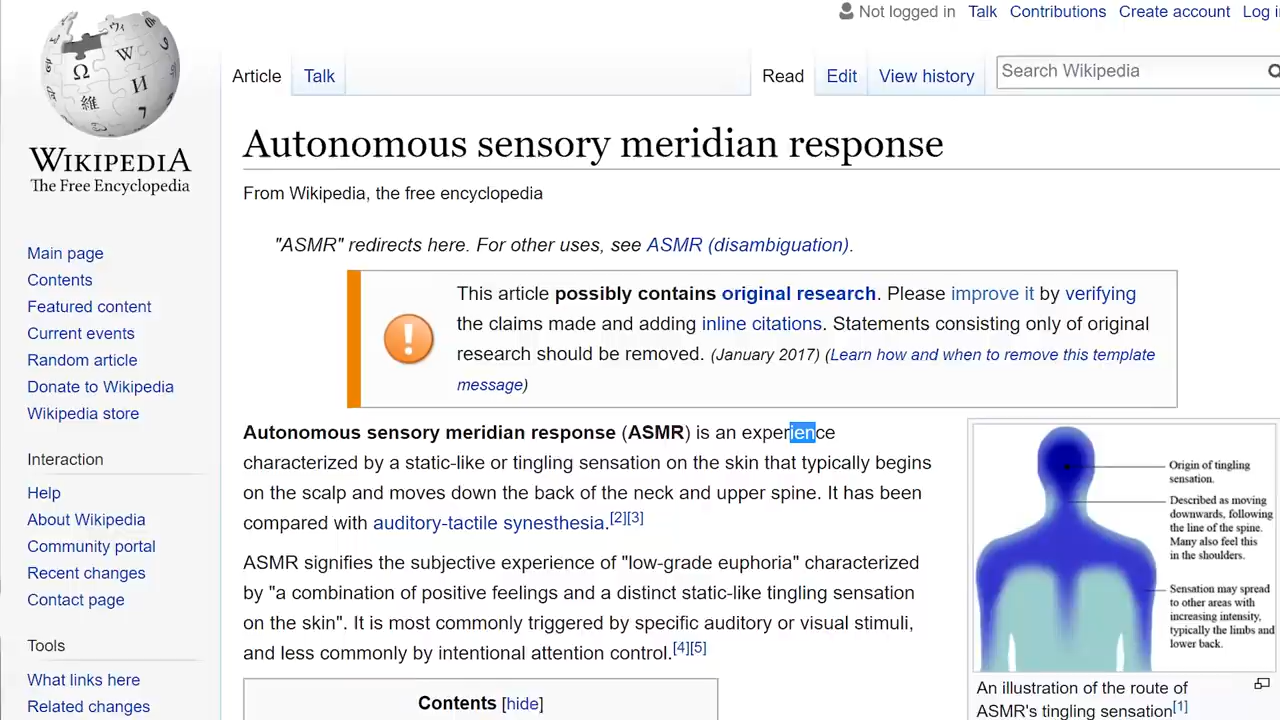 Not logged in Talk Contributions Create account Log i
Article Talk Read Edit View history Search Wikipedia
WIKIPEDIA
The Free Encyclopedia
Main page
Contents
Featured content
Current events
Random article
Donate to Wikipedia
Wikipedia store
Interaction
Help
About Wikipedia
Community portal
Recent changes
Contact page
Tools
What links here
Related changes
Autonomous sensory meridian response
From Wikipedia, the free encyclopedia
"ASMR" redirects here. For other uses, see ASMR (disambiguation).
This article possibly contains original research. Please improve it by verifying
the claims made and adding inline citations. Statements consisting only of original
research should be removed. (January 2017) (Learn how and when to remove this template
message)
Autonomous sensory meridian response (ASMR) is an experience
characterized by a static-like or tingling sensation on the skin that typically begins
on the scalp and moves down the back of the neck and upper spine. It has been
compared with auditory-tactile synesthesia.[2][3]
ASMR signifies the subjective experience of "low-grade euphoria" characterized
by "a combination of positive feelings and a distinct static-like tingling sensation
on the skin". It is most commonly triggered by specific auditory or visual stimuli,
and less commonly by intentional attention control.[4][5]
Contents [hide]
Origin of tingling
sensation.
Described as moving
downwards, following
the line of the spine.
Many also feel this
in the shoulders.
Sensation may spread
to other areas with
increasing intensity,
typically the limbs and
lower back.
An illustration of the route of
ASMR's tingling sensation[1]